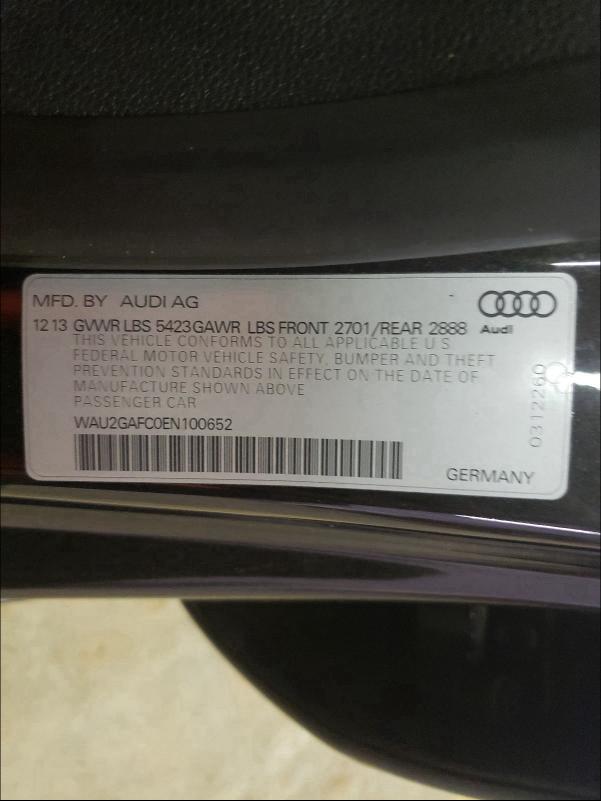 MFD. BY AUDI AG
12 13 GVWR LBS 5423 GAWR LBS FRONT 2701/REAR 2888
Audi
THIS VEHICLE CONFORMS TO ALL APPLICABLE U S
FEDERAL MOTOR VEHICLE SAFETY, BUMPER AND THEFT
PREVENTION STANDARDS IN EFFECT ON THE DATE OF
MANUFACTURE SHOWN ABOVE
PASSENGER CAR
WAU2GAFC0EN100652
GERMANY
0312260